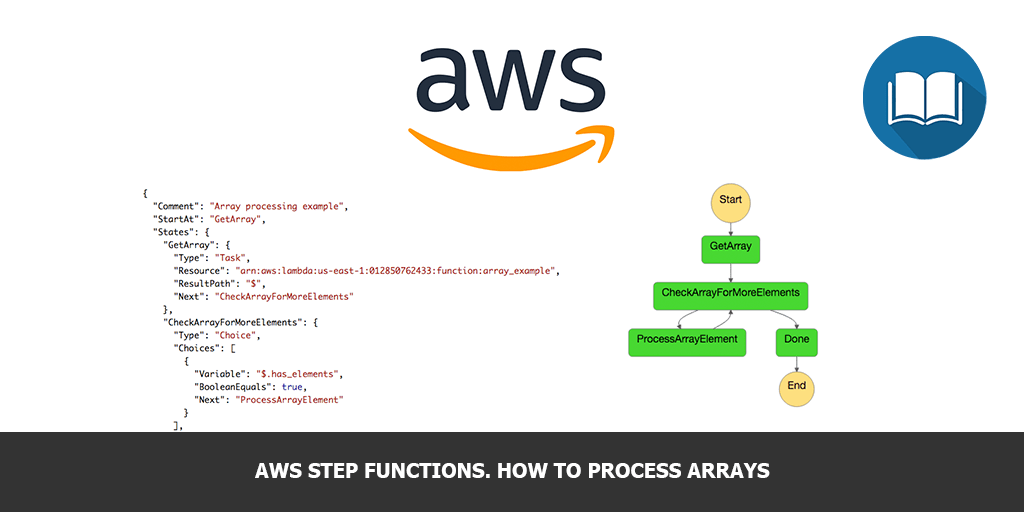 aws
{
  "Comment": "Array processing example",
  "StartAt": "GetArray",
  "States": {
    "GetArray": {
      "Type": "Task",
      "Resource": "arn:aws:lambda:us-east-1:012850762433:function:array_example",
      "ResultPath": "$",
      "Next": "CheckArrayForMoreElements"
    },
    "CheckArrayForMoreElements": {
      "Type": "Choice",
      "Choices": [
        {
          "Variable": "$.has_elements",
          "BooleanEquals": true,
          "Next": "ProcessArrayElement"
        }
      ],
Start
GetArray
CheckArrayForMoreElements
ProcessArrayElement
Done
End
AWS STEP FUNCTIONS. HOW TO PROCESS ARRAYS